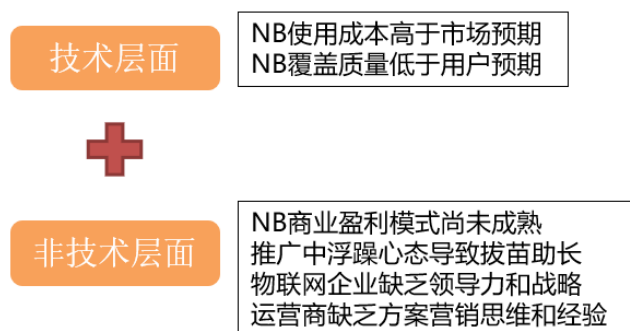 技术层面
NB使用成本高于市场预期
NB覆盖质量低于用户预期
非技术层面
NB商业盈利模式尚未成熟
推广中浮躁心态导致拔苗助长
物联网企业缺乏领导力和战略
运营商缺乏方案营销思维和经验